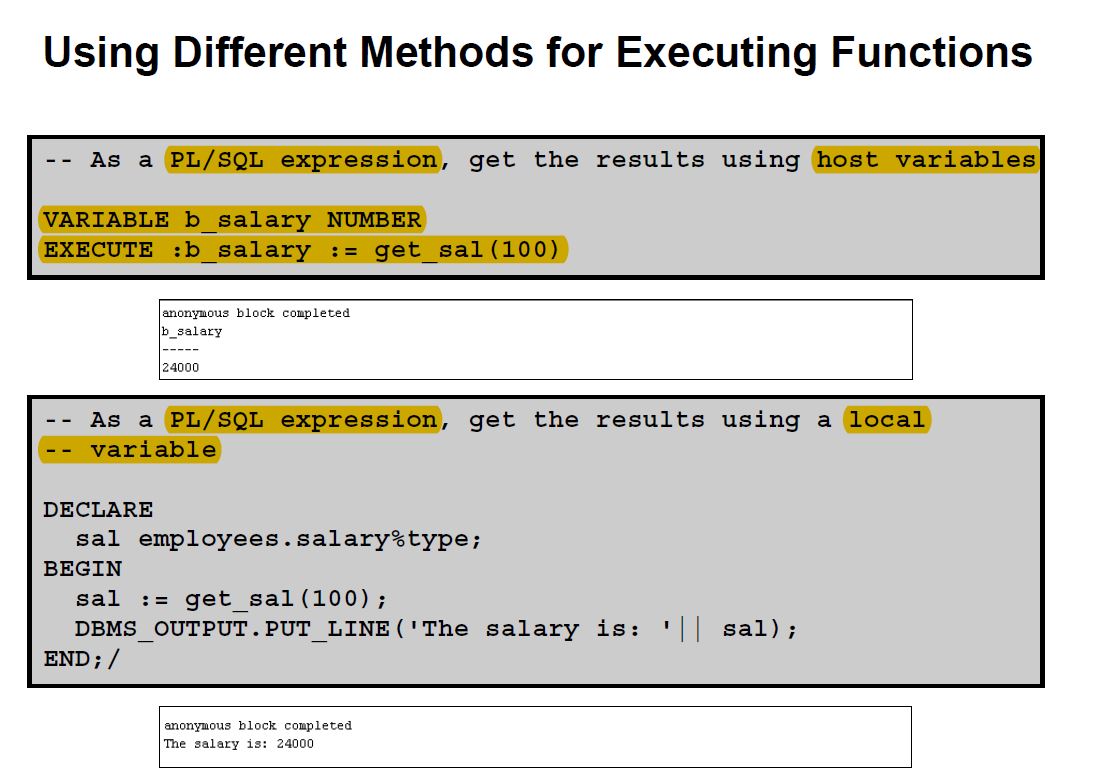 Using Different Methods for Executing Functions
-- As a PL/SQL expression, get the results using host variables
VARIABLE b_salary NUMBER
EXECUTE :b_salary := get_sal(100)
anonymous block completed
b_salary
-----
24000
-- As a PL/SQL expression, get the results using a local
-- variable
DECLARE
sal employees.salary%type;
BEGIN
sal := get_sal(100);
DBMS_OUTPUT.PUT_LINE('The salary is: '|| sal);
END;/
anonymous block completed
The salary is: 24000